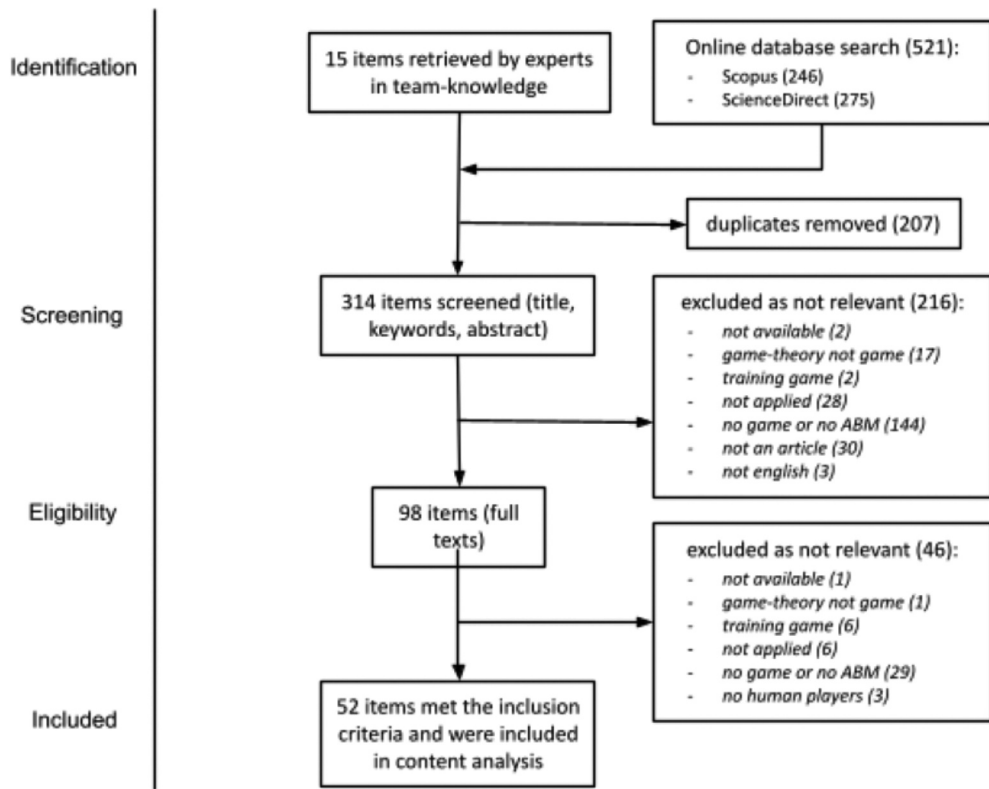 Identification
15 items retrieved by experts
in team-knowledge
Online database search (521):
- Scopus (246)
- ScienceDirect (275)
duplicates removed (207)
Screening
314 items screened (title,
keywords, abstract)
excluded as not relevant (216):
- not available (2)
- game-theory not game (17)
- training game (2)
- not applied (28)
- no game or no ABM (144)
- not an article (30)
- not english (3)
Eligibility
98 items (full
texts)
excluded as not relevant (46):
- not available (1)
- game-theory not game (1)
- training game (6)
- not applied (6)
- no game or no ABM (29)
- no human players (3)
Included
52 items met the inclusion
criteria and were included
in content analysis